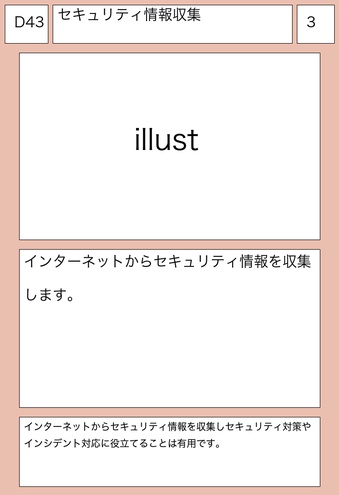 D43
セキュリティ情報収集
3
illust
インターネットからセキュリティ情報を収集
します。
インターネットからセキュリティ情報を収集しセキュリティ対策や
インシデント対応に役立てることは有用です。